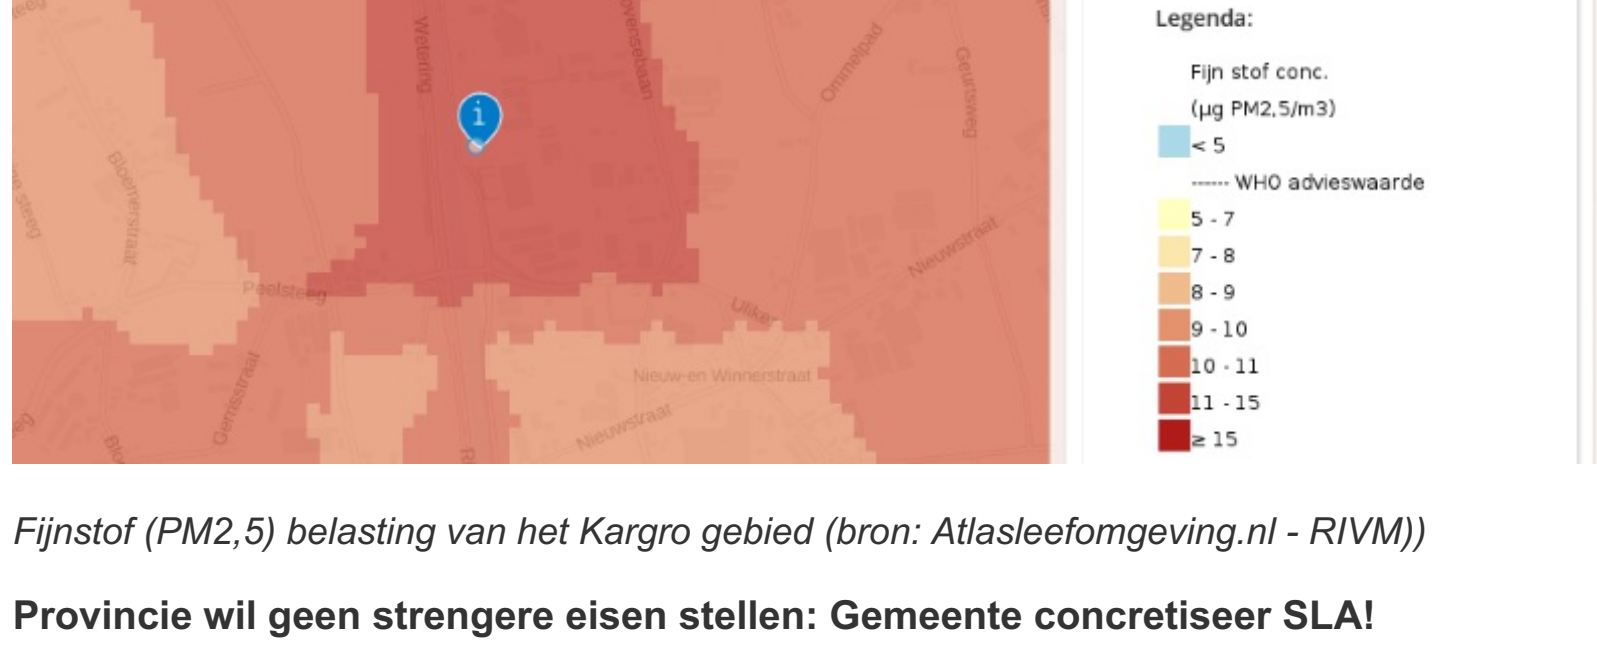 Wetering
Ommelpad
Geurtsweg
Bloemerstraat
Peelsteeg
Nieuwstraat
Gemsstraat
Nieuw-en Winnerstraat
Nieuwstraat
i
Legenda:
Fijn stof conc.
(µg PM2,5/m3)
< 5
------ WHO advieswaarde
5 - 7
7 - 8
8 - 9
9 - 10
10 - 11
11 - 15
≥ 15
Fijnstof (PM2,5) belasting van het Kargro gebied (bron: Atlasleefomgeving.nl - RIVM))
Provincie wil geen strengere eisen stellen: Gemeente concretiseer SLA!